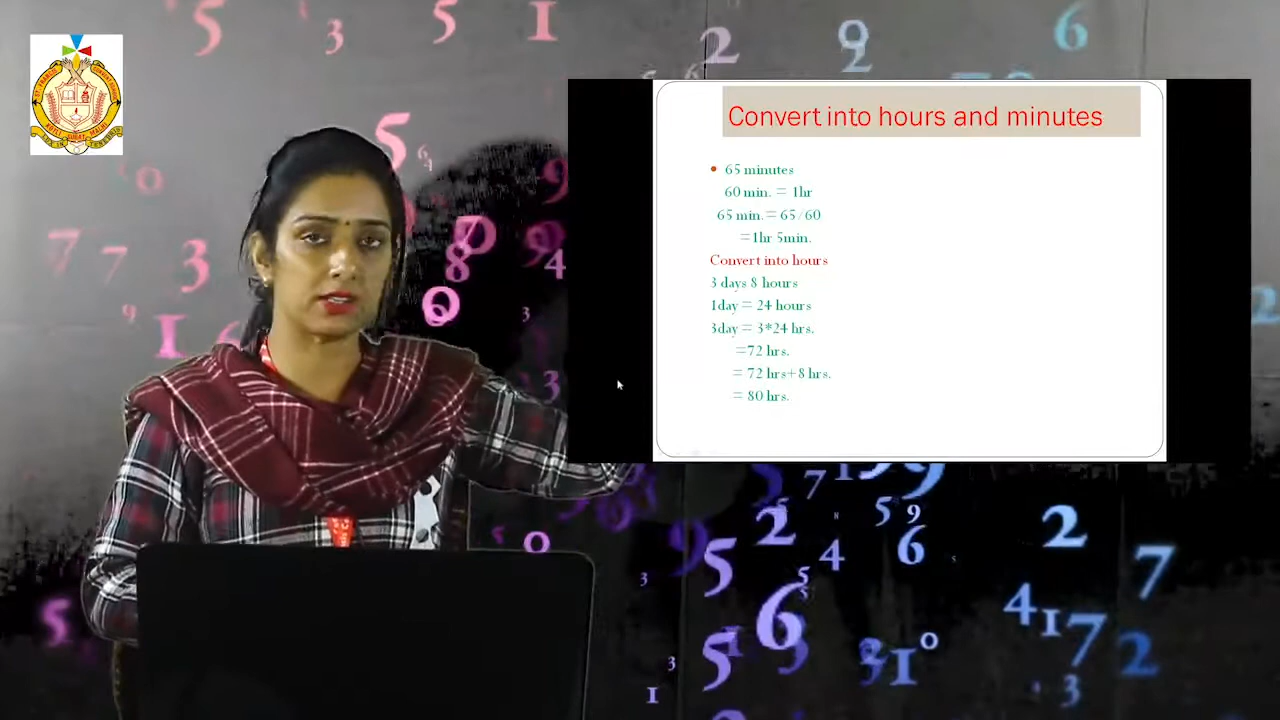 Convert into hours and minutes
65 minutes
60 min. = 1hr
65 min.= 65/60
=1hr 5min.
Convert into hours
3 days 8 hours
1day = 24 hours
3day = 3*24 hrs.
=72 hrs.
= 72 hrs+8 hrs.
= 80 hrs.